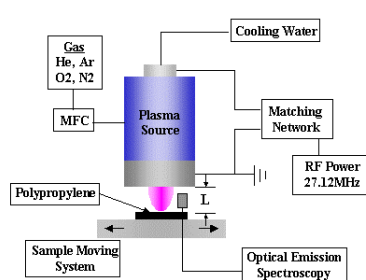 Cooling Water
Gas
He, Ar
O2, N2
MFC
Plasma
Source
Matching
Network
RF Power
27.12MHz
Polypropylene
L
Sample Moving
System
Optical Emission
Spectroscopy